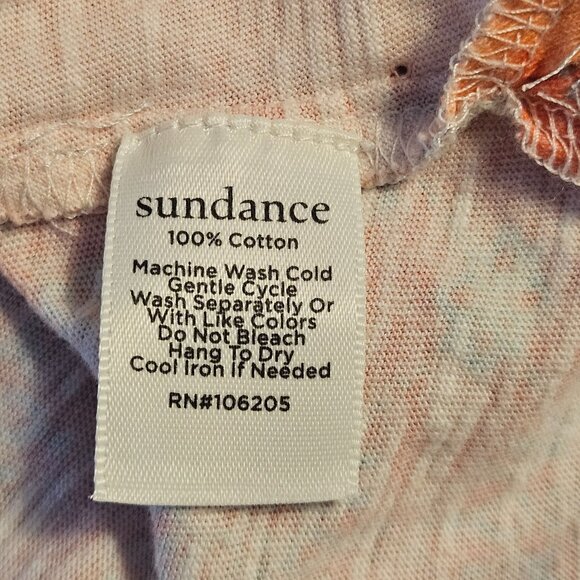 sundance
100% Cotton
Machine Wash Cold
Gentle Cycle
Wash Separately Or
With Like Colors
Do Not Bleach
Hang To Dry
Cool Iron If Needed
RN#106205